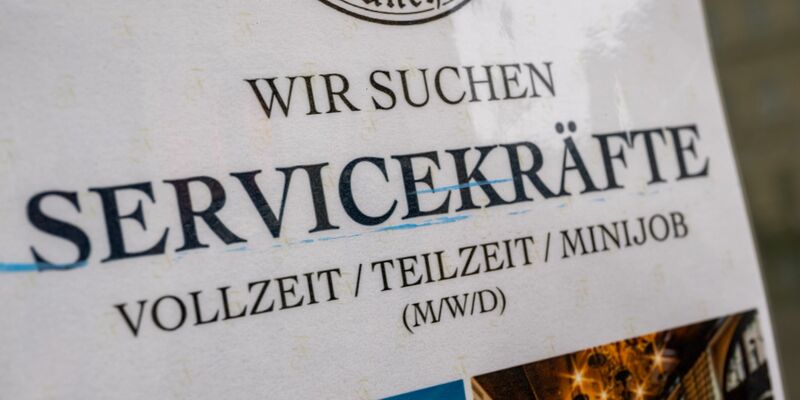 WIR SUCHEN
SERVICEKRÄFTE
VOLLZEIT / TEILZEIT / MINIJOB
(M/W/D)